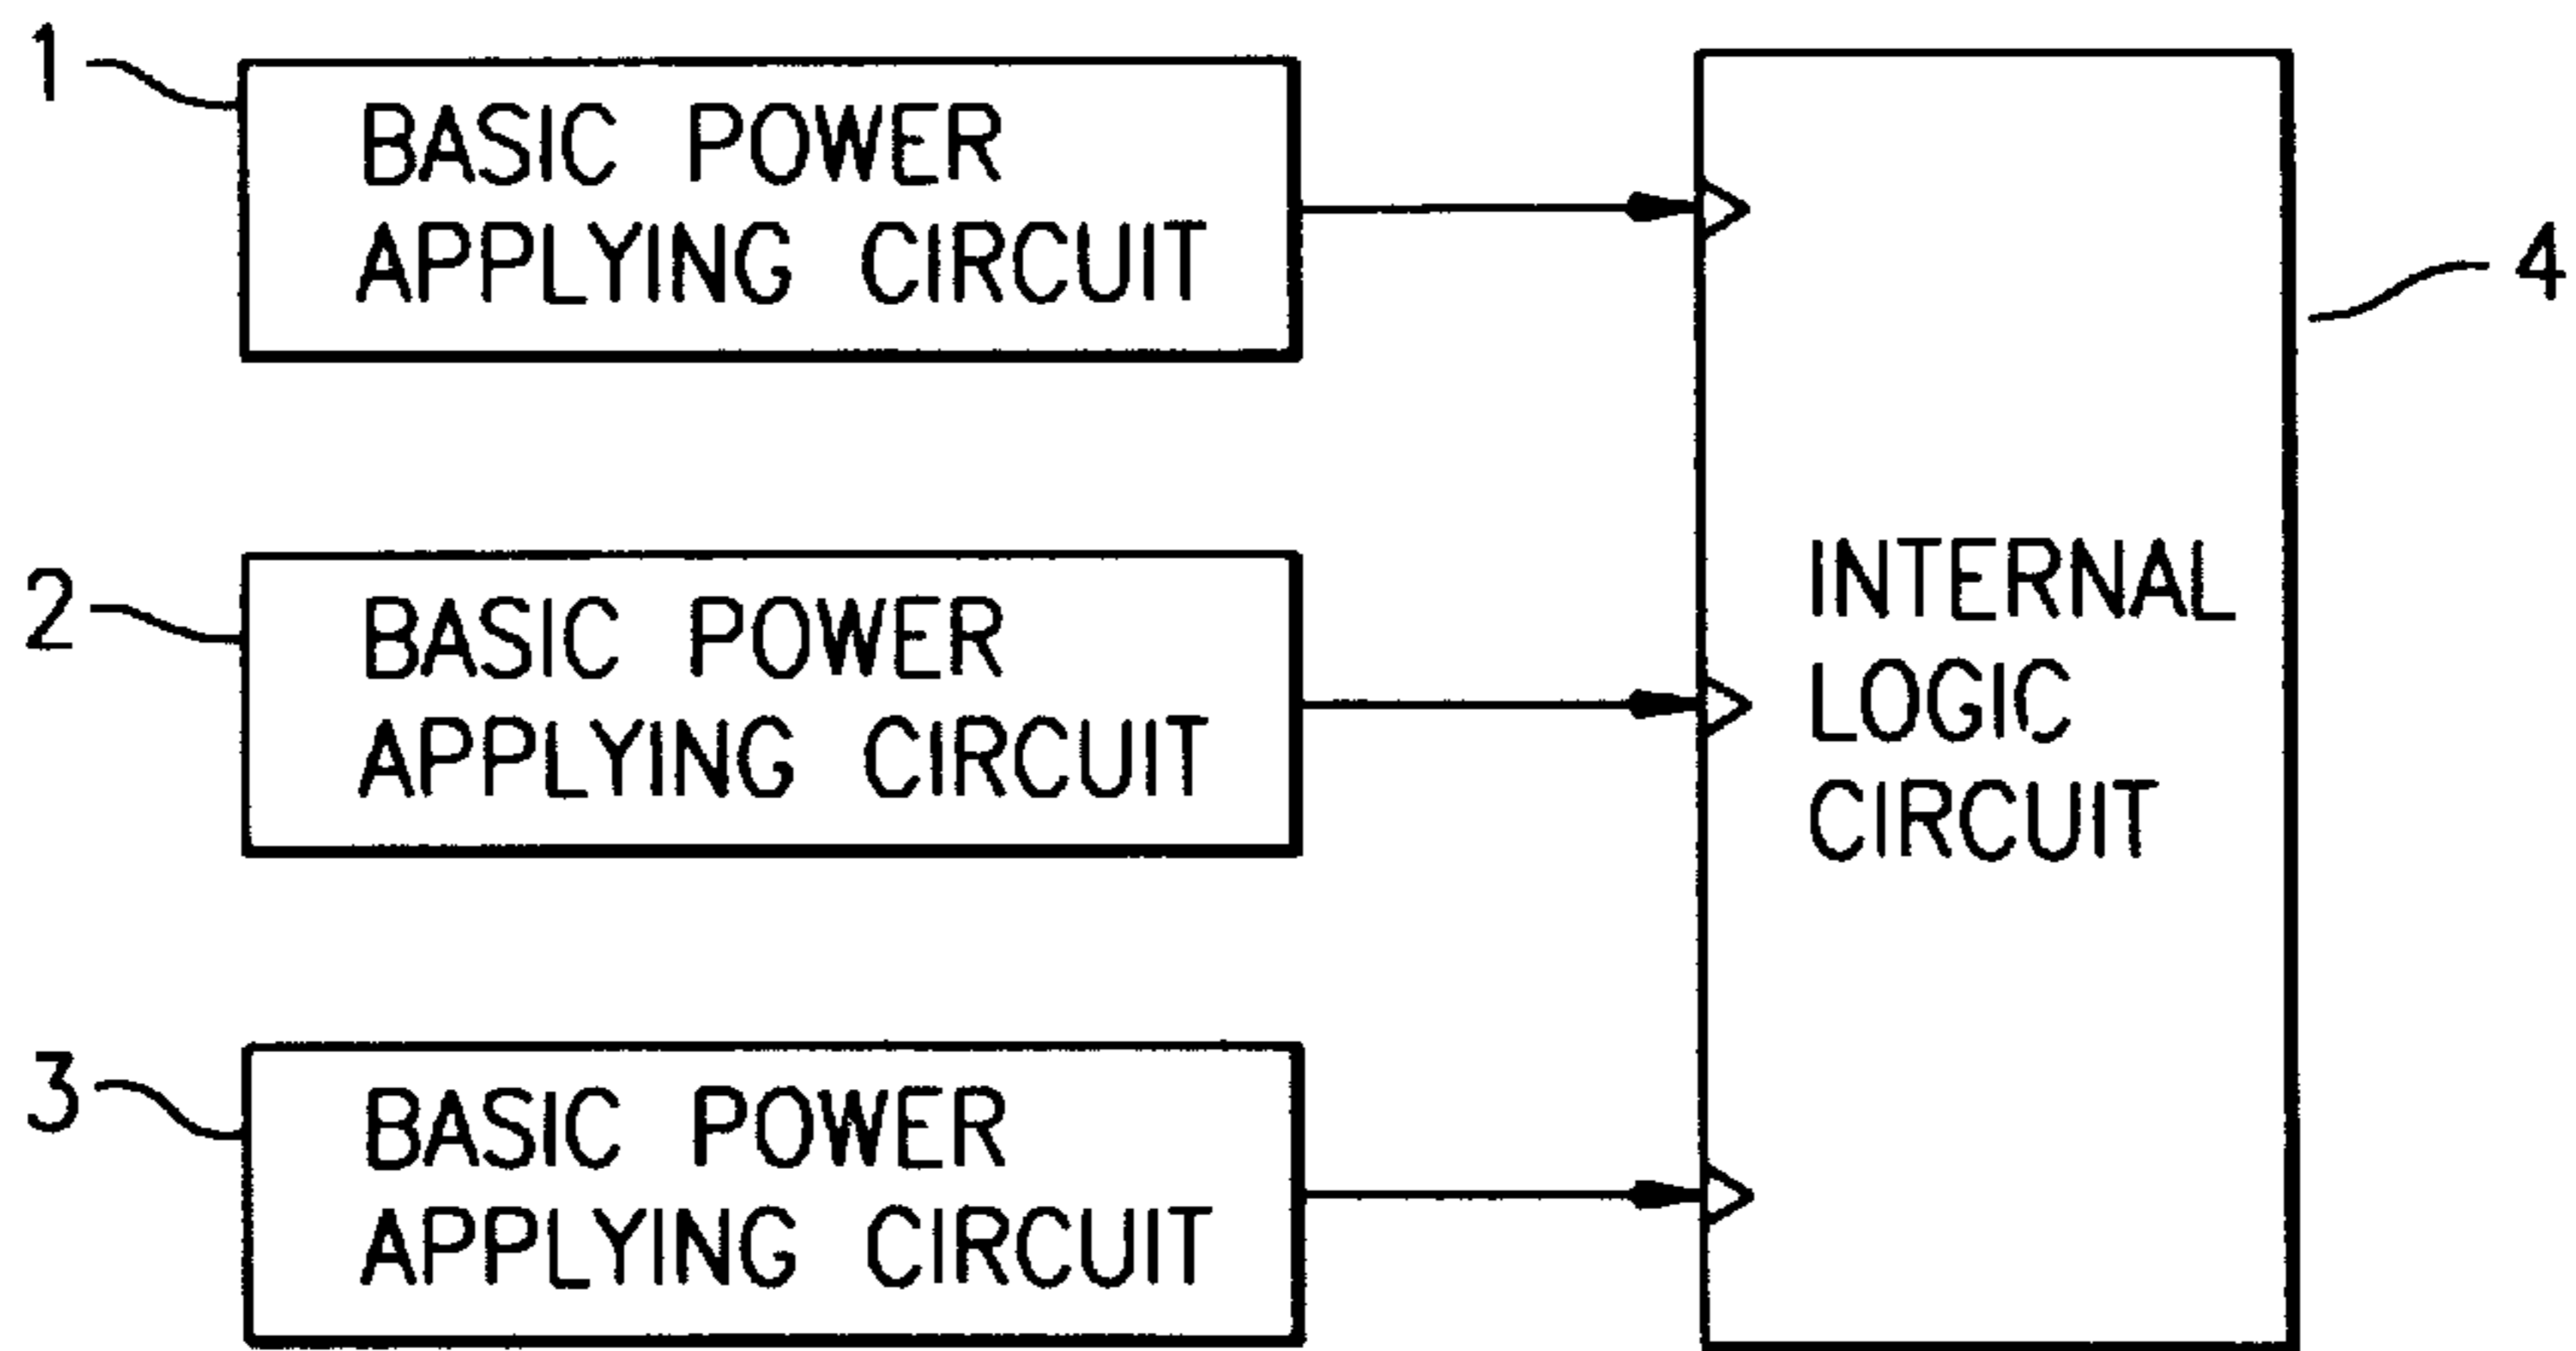 1
BASIC POWER
APPLYING CIRCUIT
2
BASIC POWER
APPLYING CIRCUIT
3
BASIC POWER
APPLYING CIRCUIT
INTERNAL
LOGIC
CIRCUIT
4